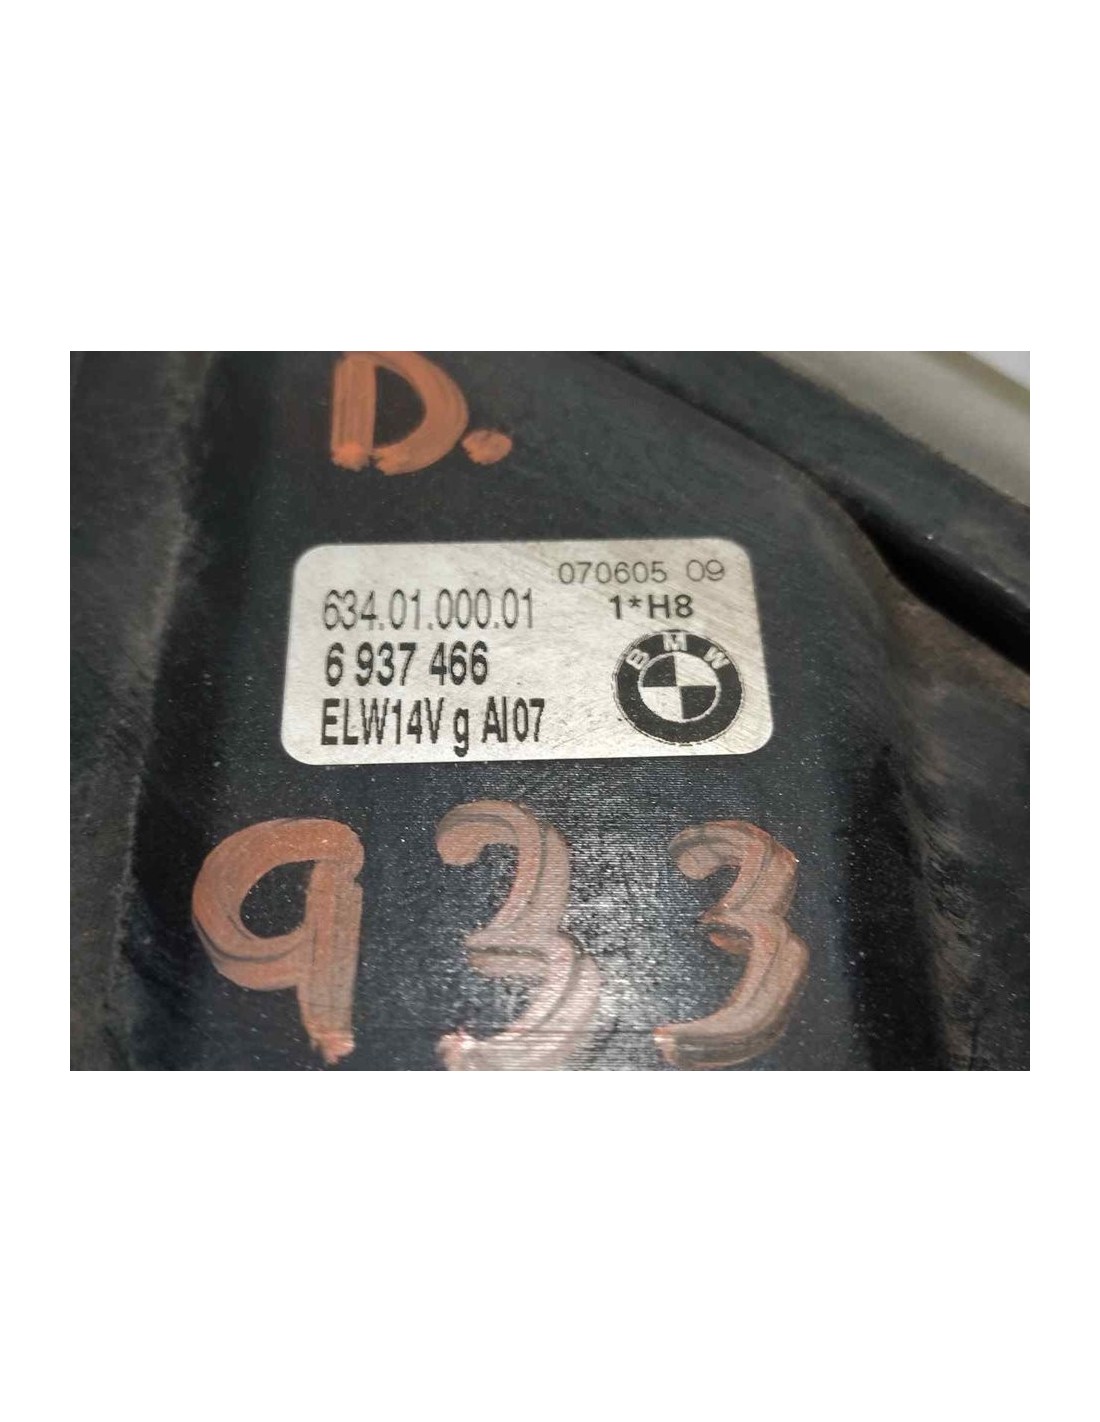 D.
070605 09
634.01.000.01 1*H8
6 937 466
BMW
ELW14V g AI07
933